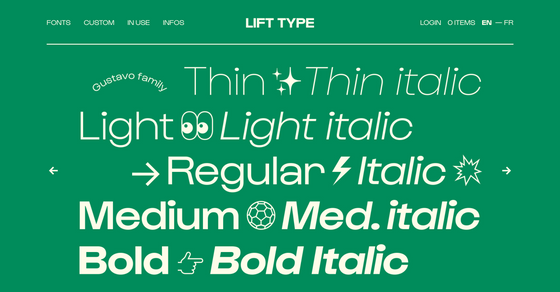 FONTS CUSTOM IN USE INFOS LIFT TYPE LOGIN 0 ITEMS EN — FR
Gustavo family Thin Thin italic
Light Light italic
→ Regular Italic
Medium Med. italic
Bold Bold Italic